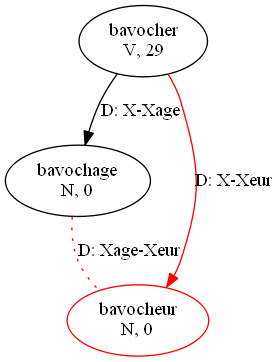 bavocher
V, 29
D: X-Xage
bavochage
N, 0
D: X-Xeur
D: Xage-Xeur
bavocheur
N, 0